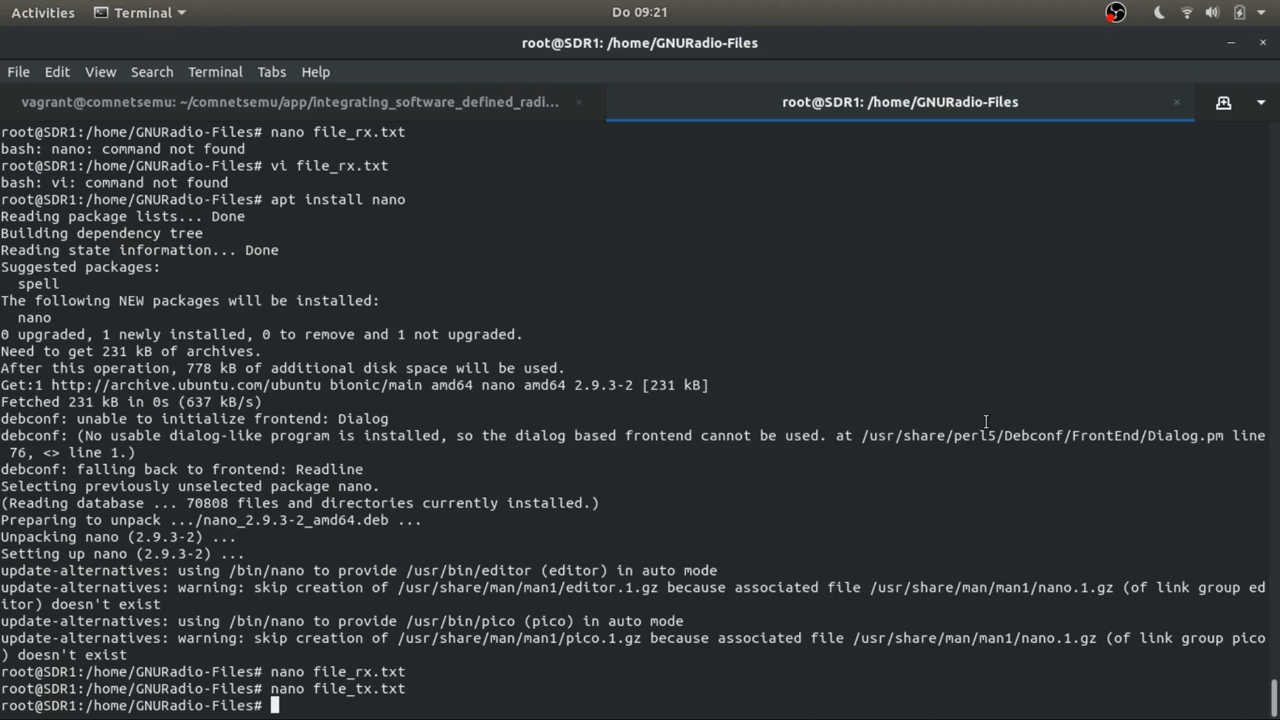 Activities Terminal Do 09:21
root@SDR1: /home/GNURadio-Files
File Edit View Search Terminal Tabs Help
vagrant@comnetsemu: ~/comnetsemu/app/integrating_software_defined_radi... root@SDR1: /home/GNURadio-Files
root@SDR1:/home/GNURadio-Files# nano file_rx.txt
bash: nano: command not found
root@SDR1:/home/GNURadio-Files# vi file_rx.txt
bash: vi: command not found
root@SDR1:/home/GNURadio-Files# apt install nano
Reading package lists... Done
Building dependency tree
Reading state information... Done
Suggested packages:
  spell
The following NEW packages will be installed:
  nano
0 upgraded, 1 newly installed, 0 to remove and 1 not upgraded.
Need to get 231 kB of archives.
After this operation, 778 kB of additional disk space will be used.
Get:1 http://archive.ubuntu.com/ubuntu bionic/main amd64 nano amd64 2.9.3-2 [231 kB]
Fetched 231 kB in 0s (637 kB/s)
debconf: unable to initialize frontend: Dialog
debconf: (No usable dialog-like program is installed, so the dialog based frontend cannot be used. at /usr/share/perl5/Debconf/FrontEnd/Dialog.pm line
 76, <> line 1.)
debconf: falling back to frontend: Readline
Selecting previously unselected package nano.
(Reading database ... 70808 files and directories currently installed.)
Preparing to unpack .../nano_2.9.3-2_amd64.deb ...
Unpacking nano (2.9.3-2) ...
Setting up nano (2.9.3-2) ...
update-alternatives: using /bin/nano to provide /usr/bin/editor (editor) in auto mode
update-alternatives: warning: skip creation of /usr/share/man/man1/editor.1.gz because associated file /usr/share/man/man1/nano.1.gz (of link group ed
itor) doesn't exist
update-alternatives: using /bin/nano to provide /usr/bin/pico (pico) in auto mode
update-alternatives: warning: skip creation of /usr/share/man/man1/pico.1.gz because associated file /usr/share/man/man1/nano.1.gz (of link group pico
) doesn't exist
root@SDR1:/home/GNURadio-Files# nano file_rx.txt
root@SDR1:/home/GNURadio-Files# nano file_tx.txt
root@SDR1:/home/GNURadio-Files#